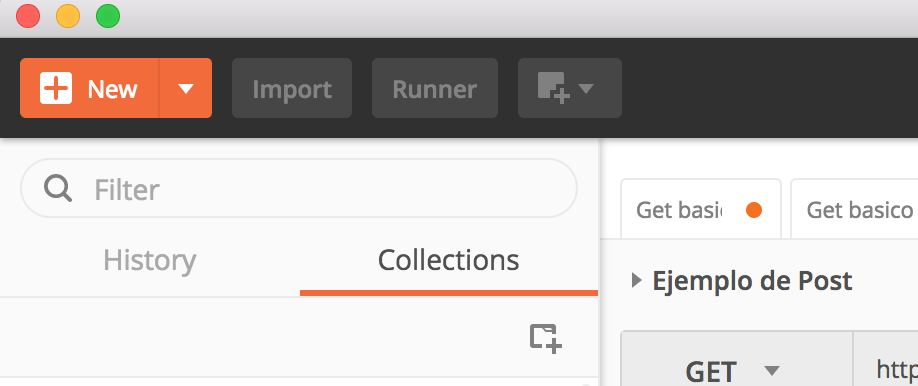 New
Import
Runner
Filter
History
Collections
Get basi
Get basico
Ejemplo de Post
GET
http